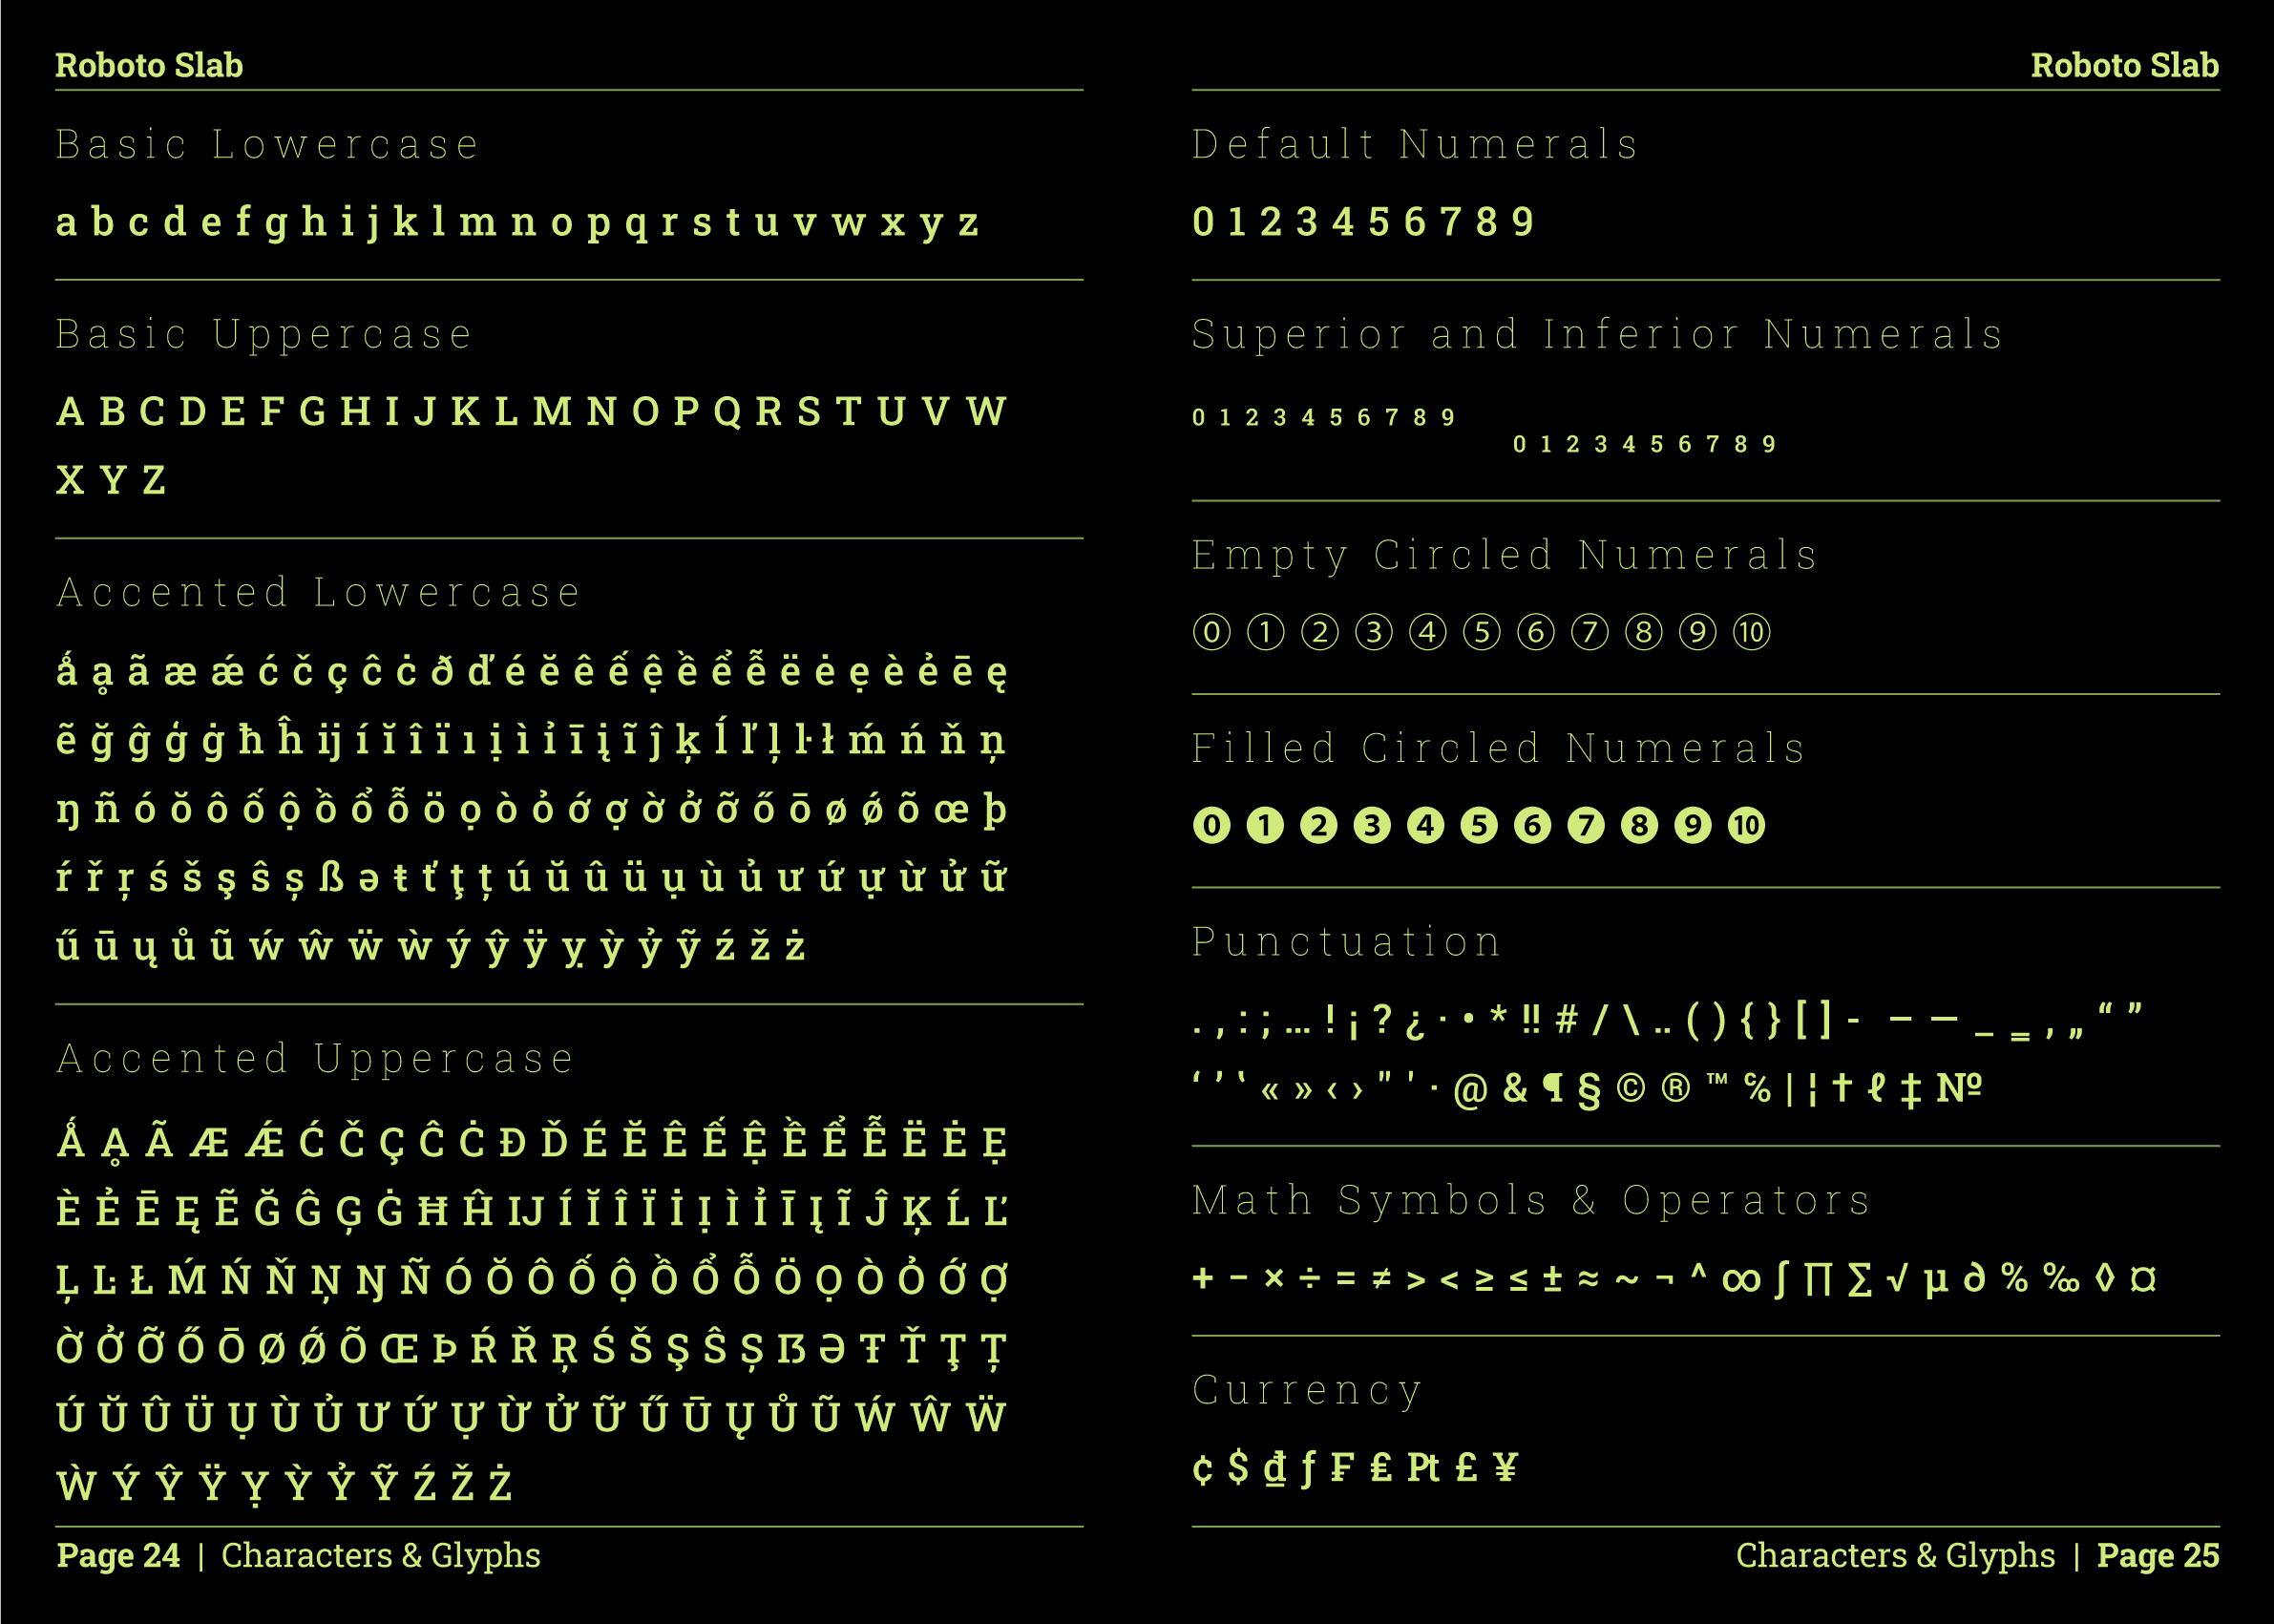 Roboto Slab
Basic Lowercase
a b c d e f g h i j k l m n o p q r s t u v w x y z
Basic Uppercase
A B C D E F G H I J K L M N O P Q R S T U V W
X Y Z
Accented Lowercase
ǻ ḁ ã æ ǽ ć č ç ĉ ċ ð ď é ĕ ê ế ệ ề ể ễ ë ė ẹ è ẻ ē ę
ẽ ğ ĝ ģ ġ ħ ĥ ĳ í ĭ î ï ı ị ì ỉ ī į ĩ ĵ ķ ĺ ľ ļ ŀ ł ḿ ń ň ņ
ŋ ñ ó ŏ ô ố ộ ồ ổ ỗ ö ọ ò ỏ ớ ợ ờ ở ỡ ő ō ø ǿ õ œ þ
ŕ ř ŗ ś š ş ŝ ș ß ə ŧ ť ţ ț ú ŭ û ü ụ ù ủ ư ứ ự ừ ử ữ
ű ū ų ů ũ ẃ ŵ ẅ ẁ ý ŷ ÿ ỵ ỳ ỷ ỹ ź ž ż
Accented Uppercase
Ǻ Ḁ Ã Æ Ǽ Ć Č Ç Ĉ Ċ Đ Ď É Ĕ Ê Ế Ệ Ề Ể Ễ Ë Ė Ẹ
È Ẻ Ē Ę Ẽ Ğ Ĝ Ģ Ġ Ħ Ĥ Ĳ Í Ĭ Î Ï İ Ị Ì Ỉ Ī Į Ĩ Ĵ Ķ Ĺ Ľ
Ļ Ŀ Ł Ḿ Ń Ň Ņ Ŋ Ñ Ó Ŏ Ô Ố Ộ Ồ Ổ Ỗ Ö Ọ Ò Ỏ Ớ Ợ
Ờ Ở Ỡ Ő Ō Ø Ǿ Õ Œ Þ Ŕ Ř Ŗ Ś Š Ş Ŝ Ș ẞ Ə Ŧ Ť Ţ Ț
Ú Ŭ Û Ü Ụ Ù Ủ Ư Ứ Ự Ừ Ử Ữ Ű Ū Ų Ů Ũ Ẃ Ŵ Ẅ
Ẁ Ý Ŷ Ÿ Ỵ Ỳ Ỷ Ỹ Ź Ž Ż
Page 24 | Characters & Glyphs
Roboto Slab
Default Numerals
0 1 2 3 4 5 6 7 8 9
Superior and Inferior Numerals
⁰ ¹ ² ³ ⁴ ⁵ ⁶ ⁷ ⁸ ⁹
₀ ₁ ₂ ₃ ₄ ₅ ₆ ₇ ₈ ₉
Empty Circled Numerals
⓪ ① ② ③ ④ ⑤ ⑥ ⑦ ⑧ ⑨ ⑩
Filled Circled Numerals
⓿ ❶ ❷ ❸ ❹ ❺ ❻ ❼ ❽ ❾ ❿
Punctuation
. , : ; … ! ¡ ? ¿ · • * ‼ # / \ ‥ ( ) { } [ ] - – — _ ‗ ‚ „ “ ”
‘ ’ ‛ « » ‹ › " ' · @ & ¶ § © ® ™ ℅ | ¦ † ℓ ‡ №
Math Symbols & Operators
+ − × ÷ = ≠ > < ≥ ≤ ± ≈ ~ ¬ ^ ∞ ∫ ∏ ∑ √ µ ∂ % ‰ ◊ ¤
Currency
¢ $ ₫ ƒ ₣ ₤ ₧ £ ¥
Characters & Glyphs | Page 25